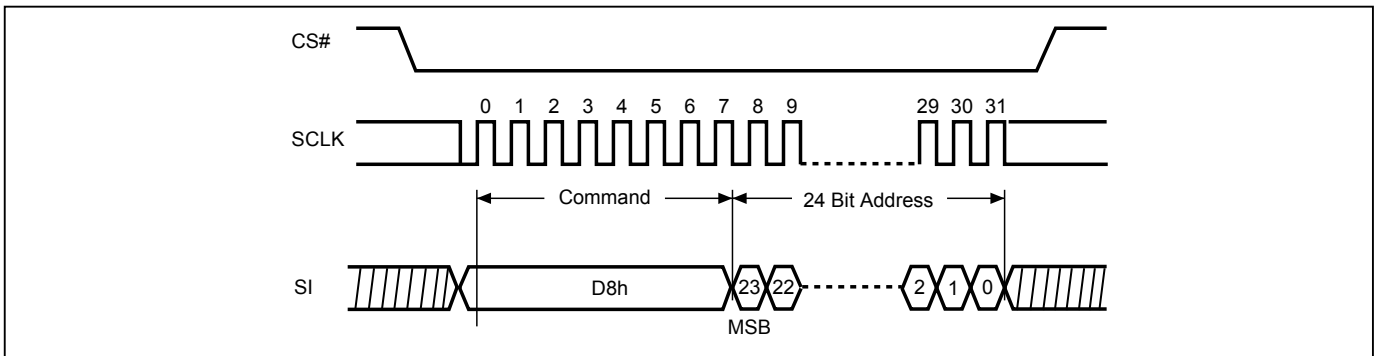 CS#
0 1 2 3 4 5 6 7 8 9 29 30 31
SCLK
Command 24 Bit Address
SI D8h 23 22 2 1 0
MSB